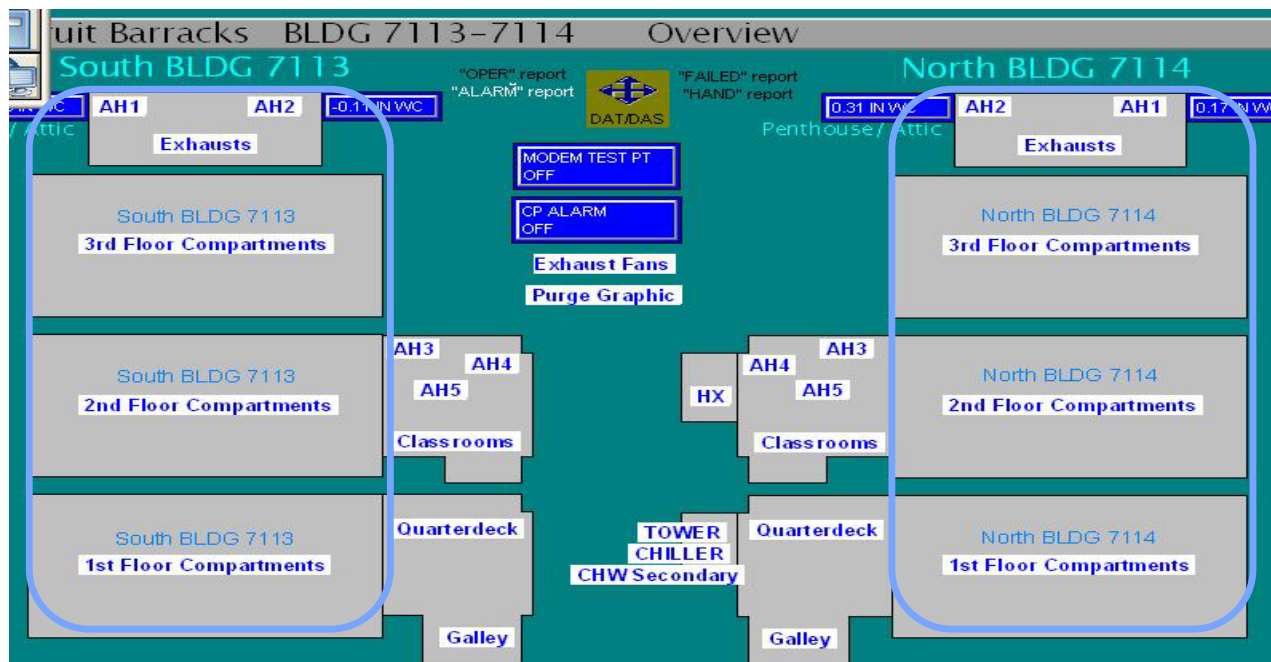 uit Barracks BLDG 7113-7114 Overview
South BLDG 7113
"OPER" report
"ALARM" report
DAT/DAS
"FAILED" report
"HAND" report
North BLDG 7114
AH1
AH2
-0.11 IN WC
/ Attic
Exhausts
0.31 IN WC
Penthouse / Attic
AH2
AH1
0.17 IN WC
Exhausts
MODEM TEST PT
OFF
CP ALARM
OFF
Exhaust Fans
Purge Graphic
South BLDG 7113
3rd Floor Compartments
North BLDG 7114
3rd Floor Compartments
South BLDG 7113
2nd Floor Compartments
AH3
AH4
AH5
Classrooms
HX
AH3
AH4
AH5
Classrooms
North BLDG 7114
2nd Floor Compartments
South BLDG 7113
1st Floor Compartments
Quarterdeck
Galley
TOWER
CHILLER
CHW Secondary
Quarterdeck
Galley
North BLDG 7114
1st Floor Compartments